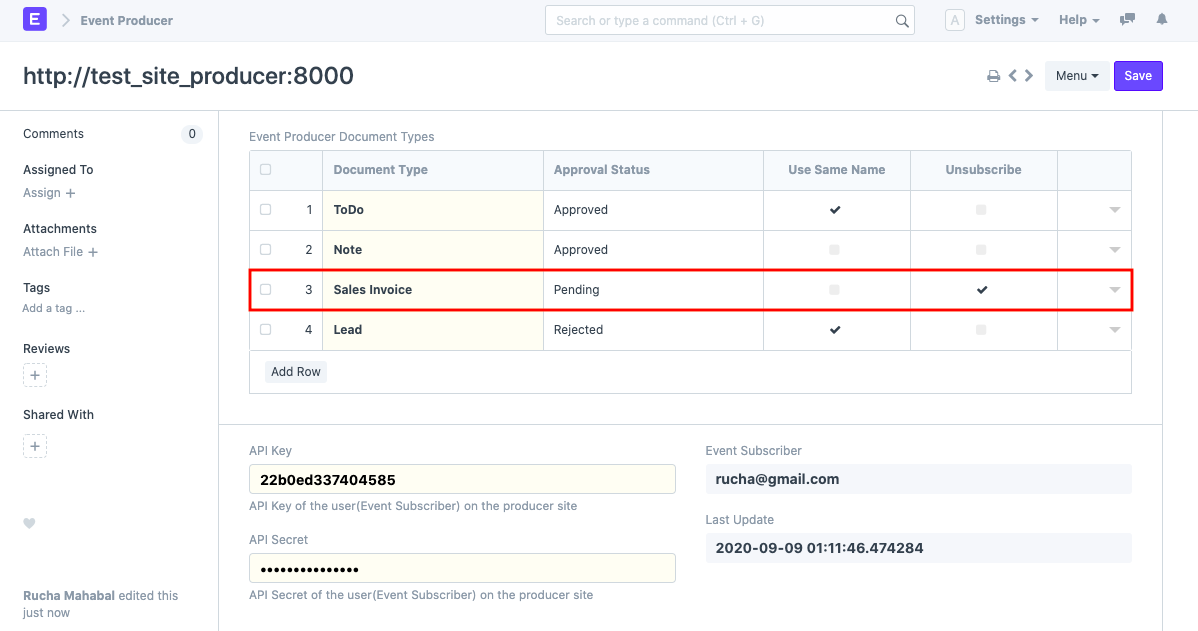 E Event Producer Search or type a command (Ctrl + G) A Settings Help
http://test_site_producer:8000 Menu Save
Comments 0
Assigned To
Assign +
Attachments
Attach File +
Tags
Add a tag ...
Reviews
+
Shared With
+
Rucha Mahabal edited this
just now
Event Producer Document Types
Document Type Approval Status Use Same Name Unsubscribe
1 ToDo Approved
2 Note Approved
3 Sales Invoice Pending
4 Lead Rejected
Add Row
API Key
22b0ed337404585
API Key of the user(Event Subscriber) on the producer site
API Secret
•••••••••••••••
API Secret of the user(Event Subscriber) on the producer site
Event Subscriber
rucha@gmail.com
Last Update
2020-09-09 01:11:46.474284